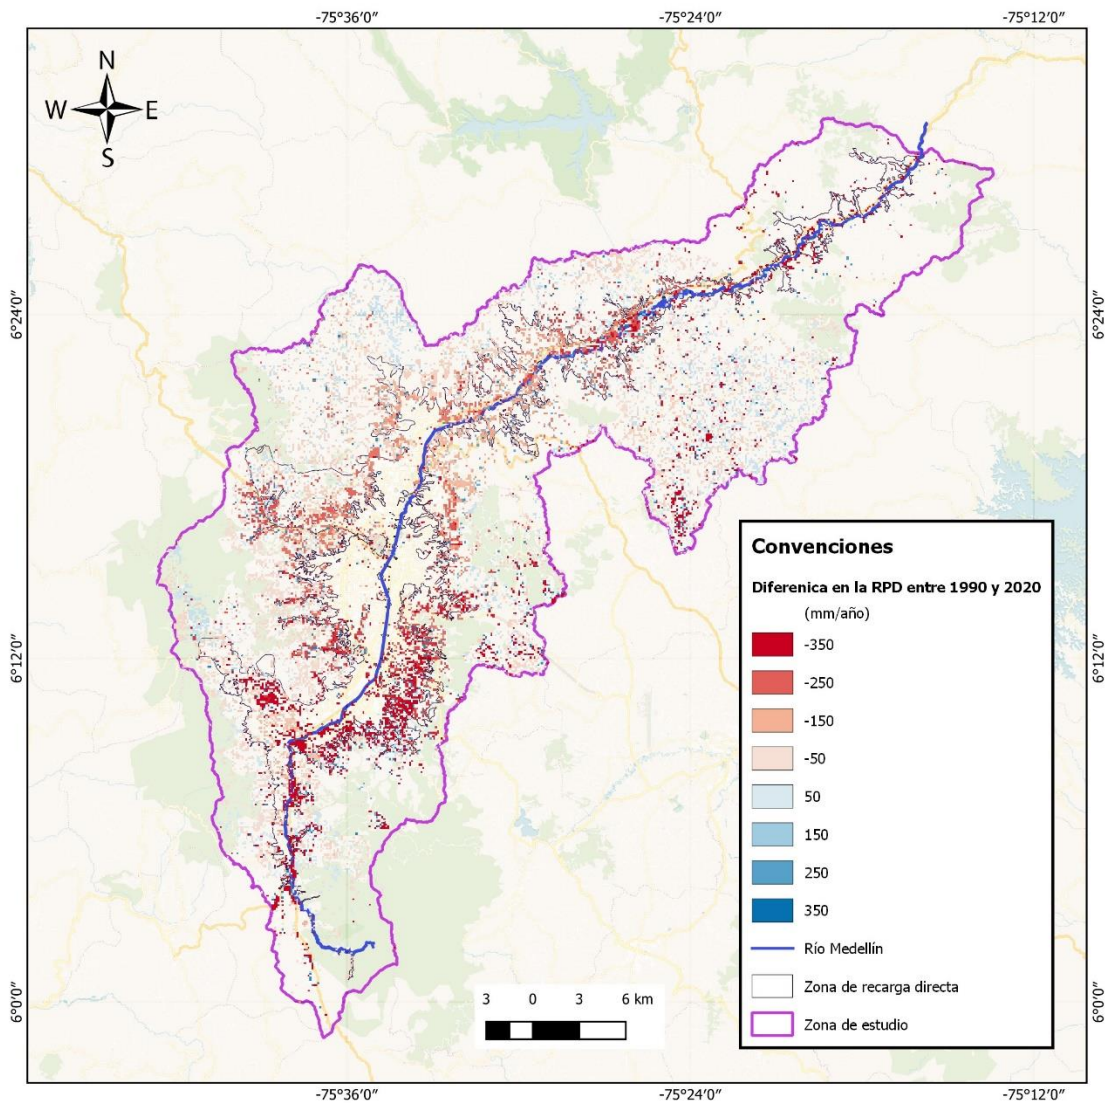 -75°36′0″ -75°24′0″ -75°12′0″
N
W E
S
6°24′0″ 6°24′0″
6°12′0″ 6°12′0″
6°0′0″ 6°0′0″
Convenciones
Diferenica en la RPD entre 1990 y 2020
(mm/año)
-350
-250
-150
-50
50
150
250
350
Río Medellín
Zona de recarga directa
Zona de estudio
3 0 3 6 km
-75°36′0″ -75°24′0″ -75°12′0″